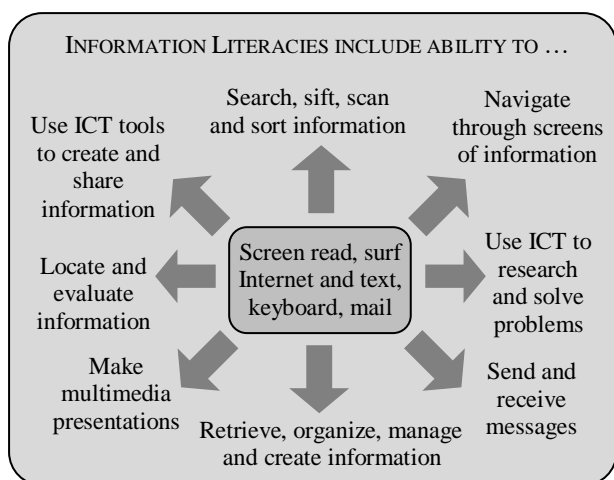 INFORMATION LITERACIES INCLUDE ABILITY TO …
Search, sift, scan
and sort information
Navigate
through screens
of information
Use ICT tools
to create and
share
information
Screen read, surf
Internet and text,
keyboard, mail
Use ICT to
research
and solve
problems
Locate and
evaluate
information
Make
multimedia
presentations
Send and
receive
messages
Retrieve, organize, manage
and create information